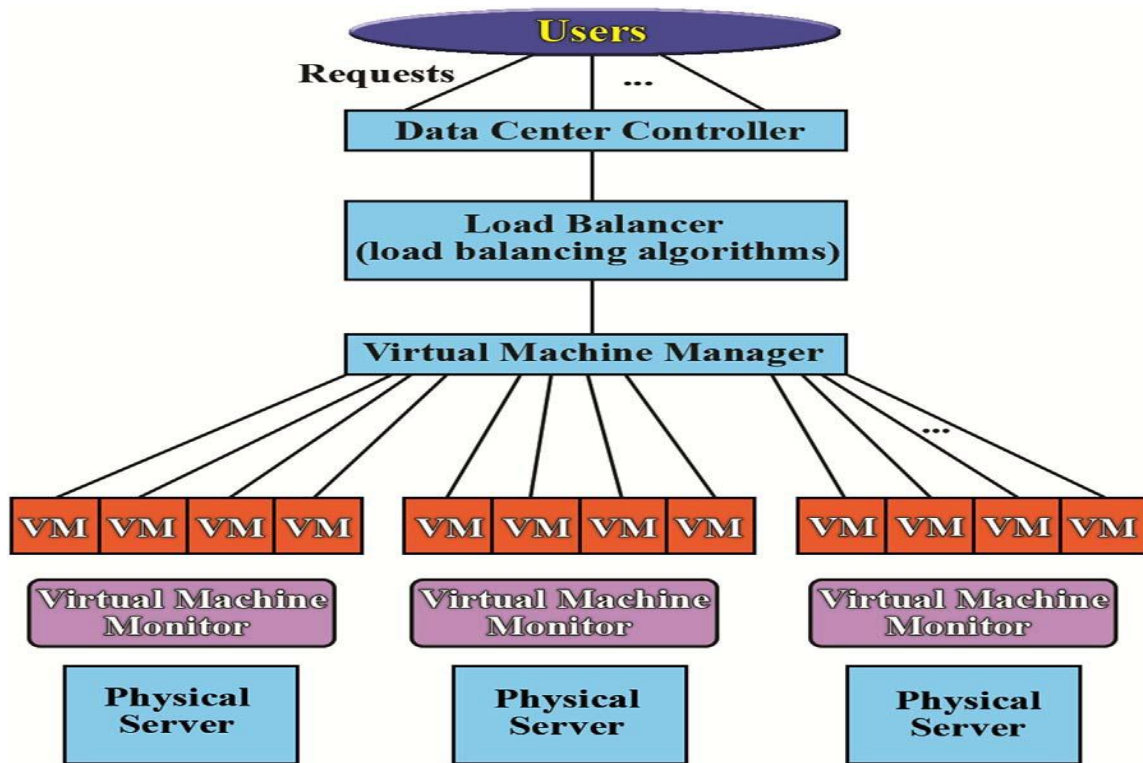 Users
Requests
...
Data Center Controller
Load Balancer
(load balancing algorithms)
Virtual Machine Manager
...
VM VM VM VM VM VM VM VM VM VM VM VM
Virtual Machine
Monitor
Virtual Machine
Monitor
Virtual Machine
Monitor
Physical
Server
Physical
Server
Physical
Server